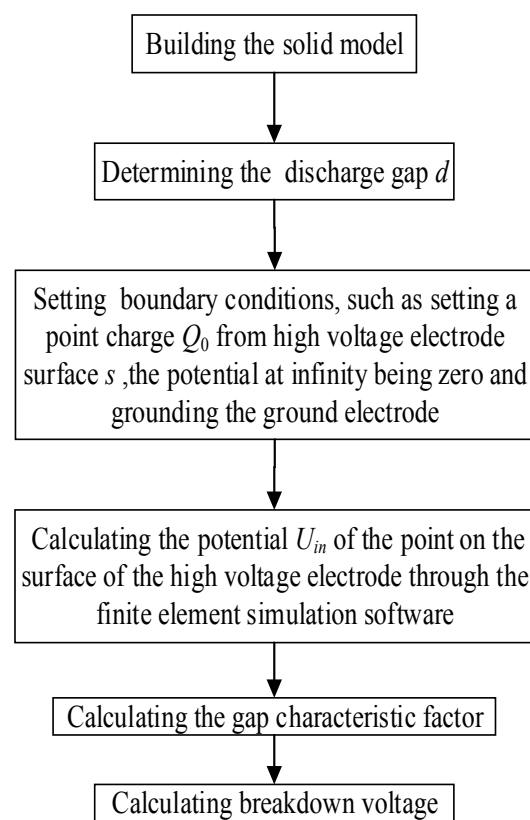 Building the solid model
Determining the discharge gap d
Setting boundary conditions, such as setting a
point charge Q0 from high voltage electrode
surface s ,the potential at infinity being zero and
grounding the ground electrode
Calculating the potential Uin of the point on the
surface of the high voltage electrode through the
finite element simulation software
Calculating the gap characteristic factor
Calculating breakdown voltage